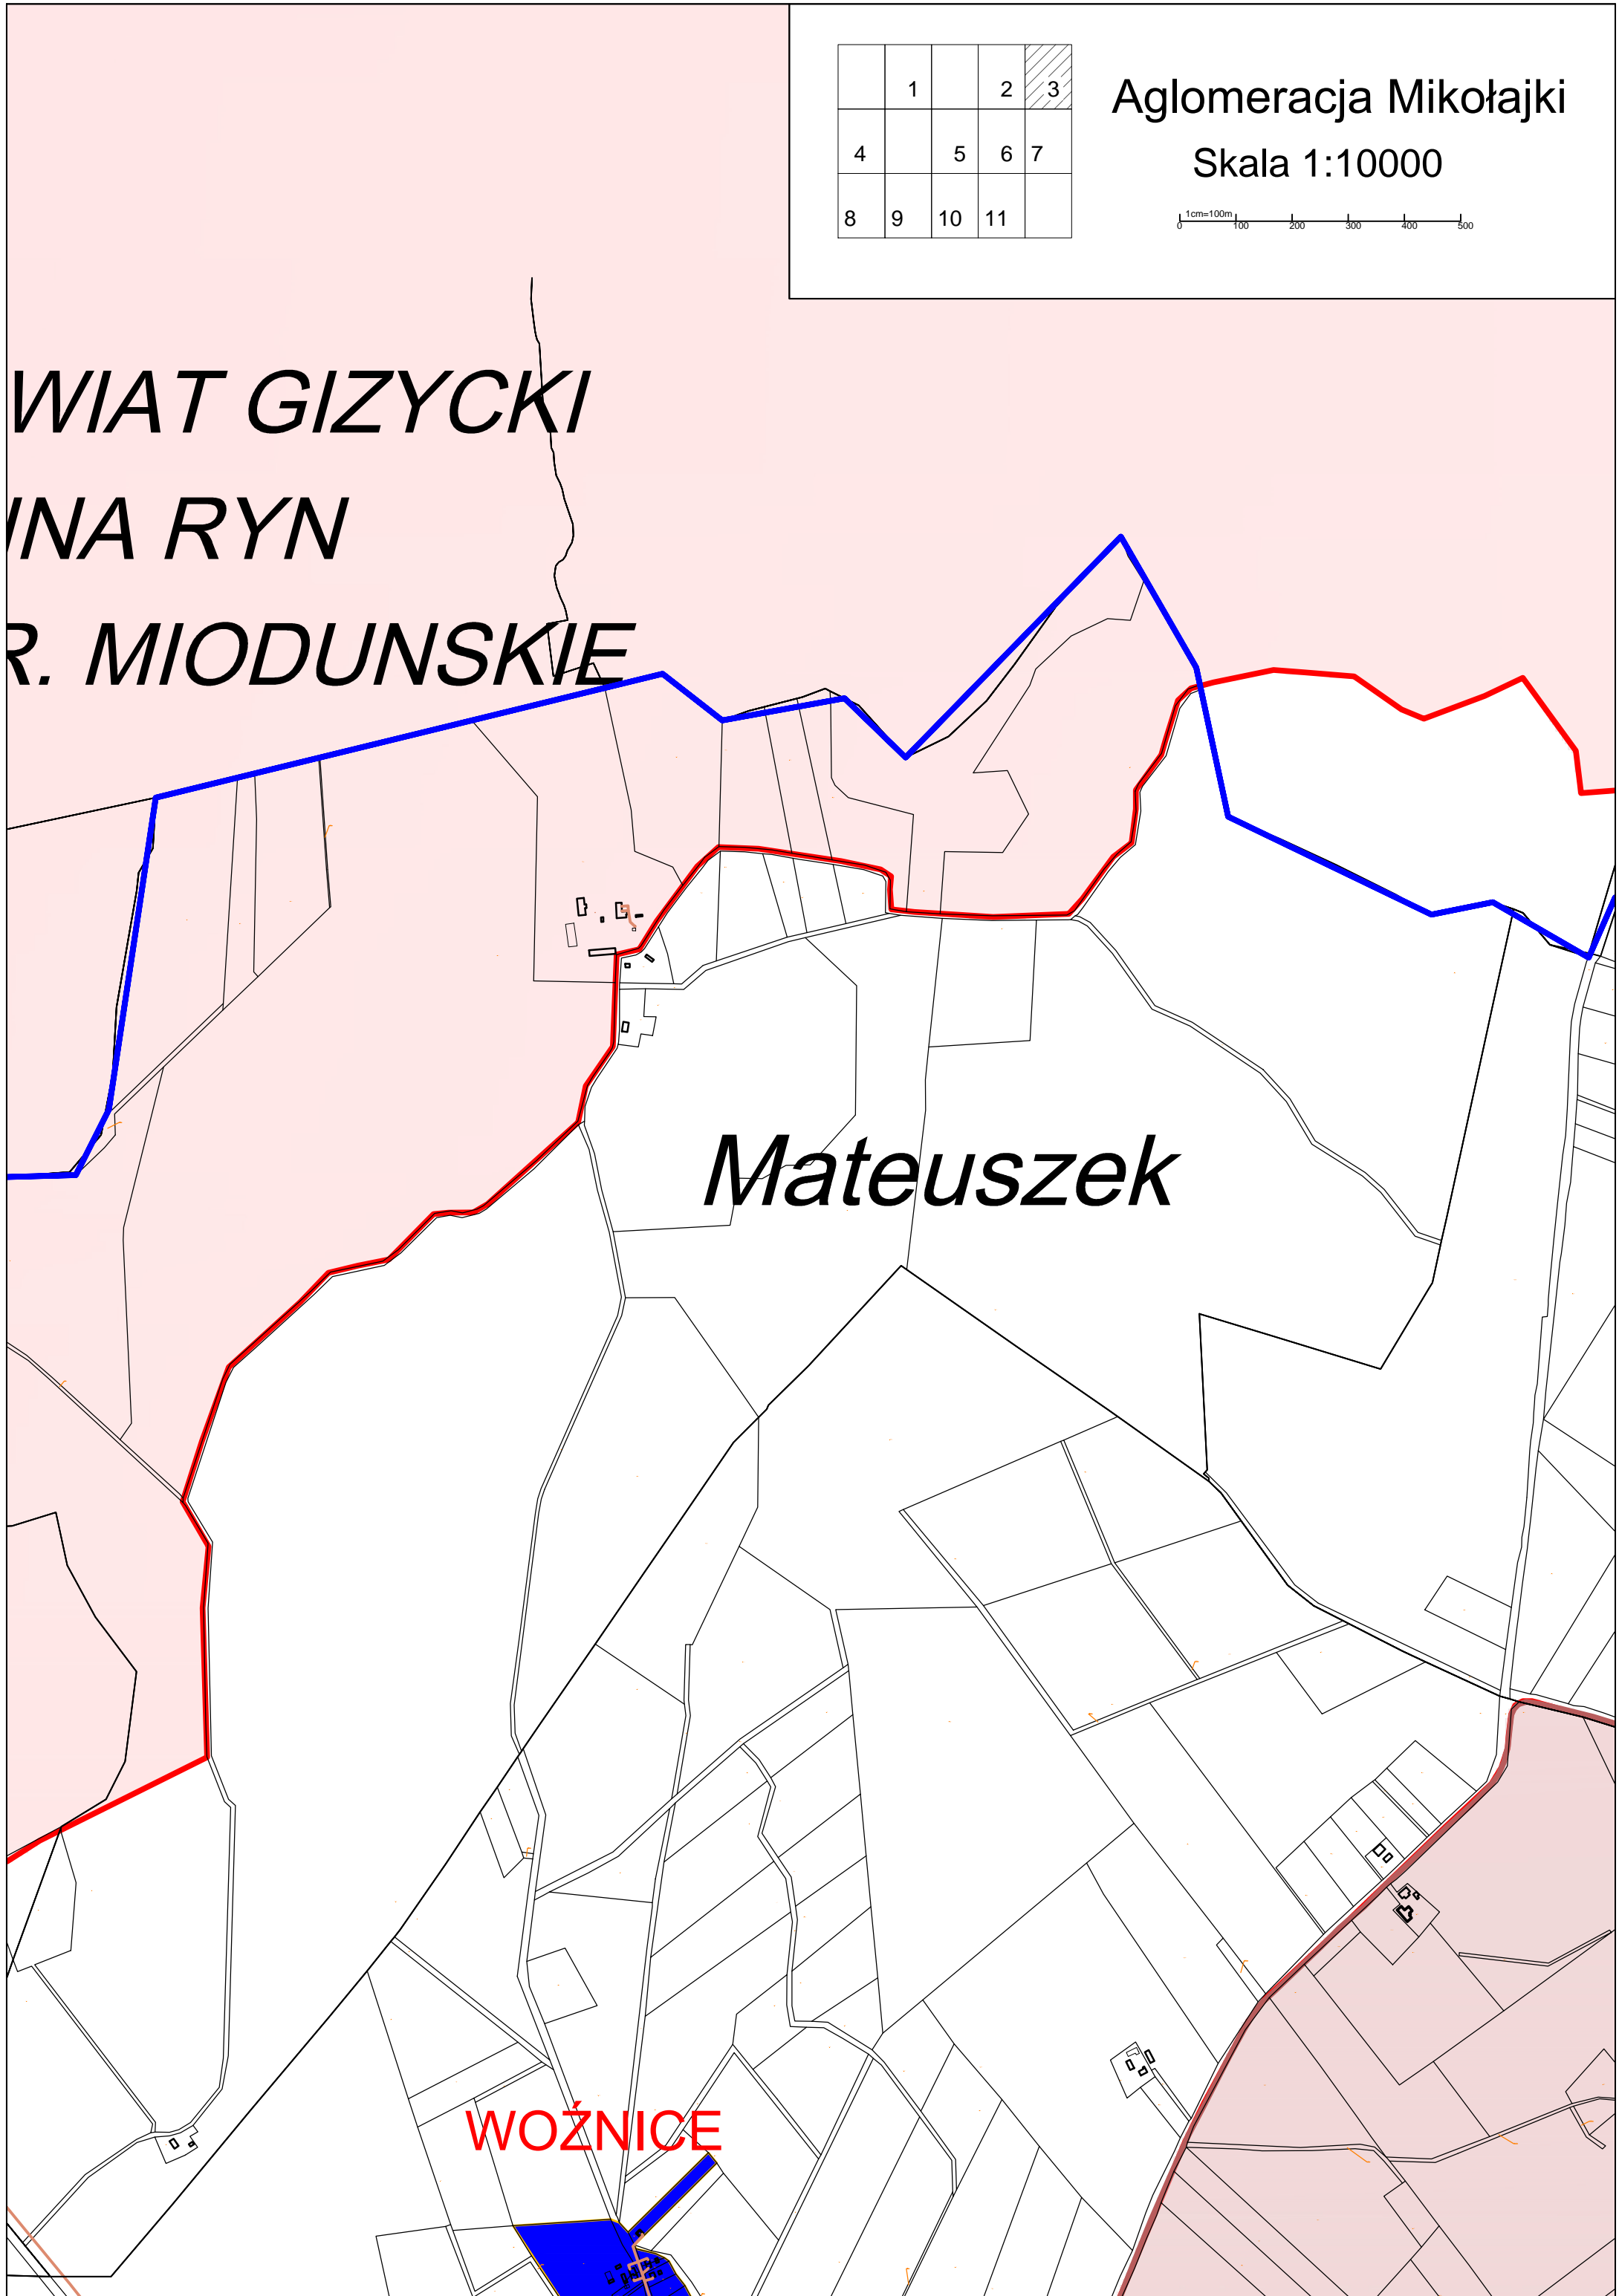 1 2 3
4 5 6 7
8 9 10 11
Aglomeracja Mikołajki
Skala 1:10000
1cm=100m
0 100 200 300 400 500
WIAT GIZYCKI
NA RYN
R. MIODUNSKIE
Mateuszek
WOŹNICE